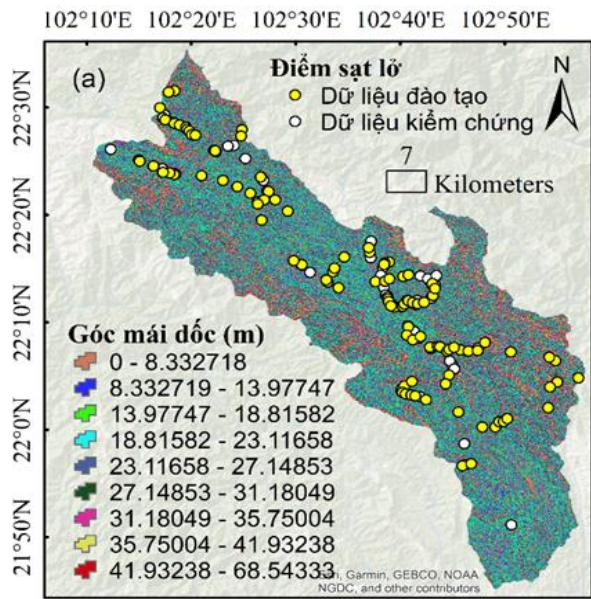 102°10'E 102°20'E 102°30'E 102°40'E 102°50'E
(a)
Điểm sạt lở
N
Dữ liệu đào tạo
Dữ liệu kiểm chứng
7
Kilometers
22°30'N
22°20'N
22°10'N
22°0'N
21°50'N
Góc mái dốc (m)
0 - 8.332718
8.332719 - 13.97747
13.97747 - 18.81582
18.81582 - 23.11658
23.11658 - 27.14853
27.14853 - 31.18049
31.18049 - 35.75004
35.75004 - 41.93238
41.93238 - 68.54333
Garmin, GEBCO, NOAA
NGDC, and other contributors